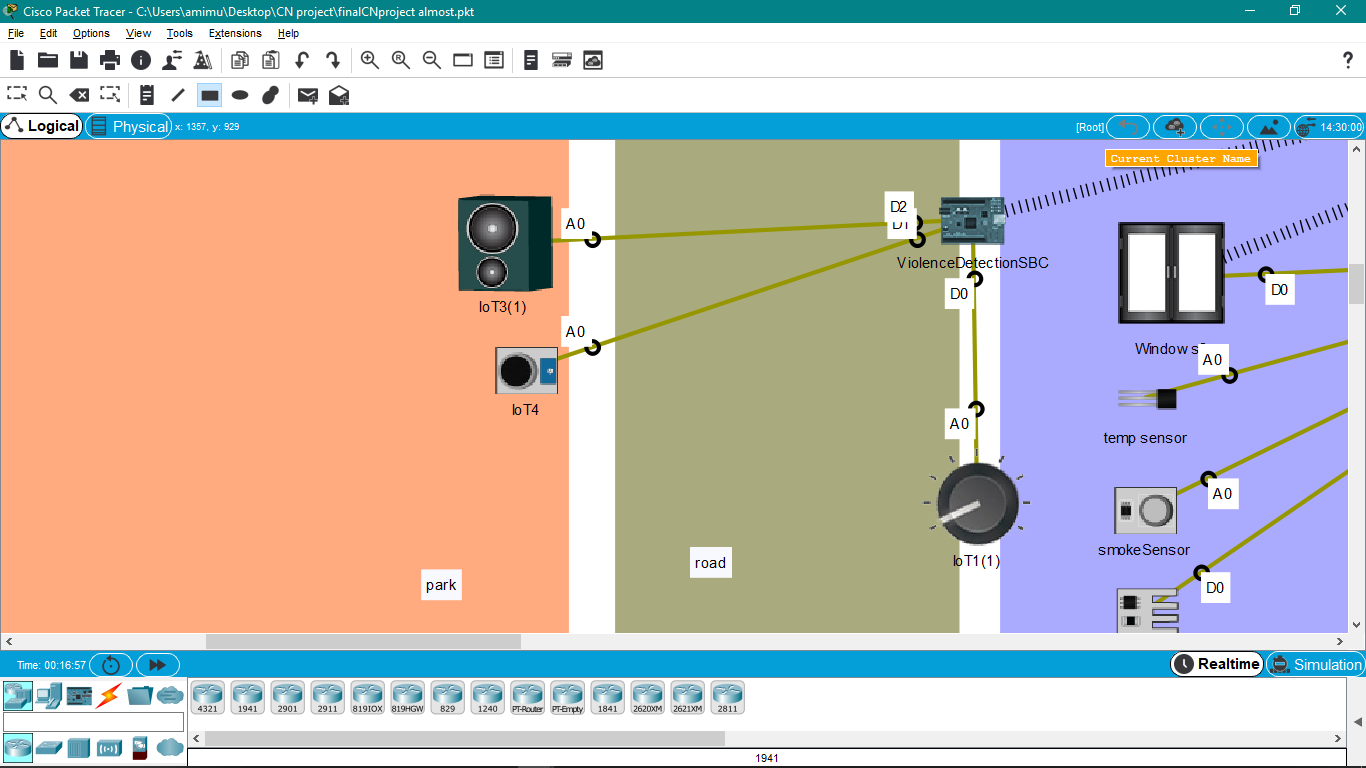 Cisco Packet Tracer - C:\Users\amimu\Desktop\CN project\finalCNproject almost.pkt
File Edit Options View Tools Extensions Help
Logical Physical x: 1357, y: 929 [Root] 14:30:00
Current Cluster Name
A0
D2
D1
ViolenceDetectionSBC
D0
D0
IoT3(1)
A0
Window s
A0
IoT4
A0
temp sensor
A0
smokeSensor
IoT1(1)
road
park
D0
Time: 00:16:57 Realtime Simulation
4321 1941 2901 2911 819IOX 819HGW 829 1240 PT-Router PT-Empty 1841 2620XM 2621XM 2811
1941